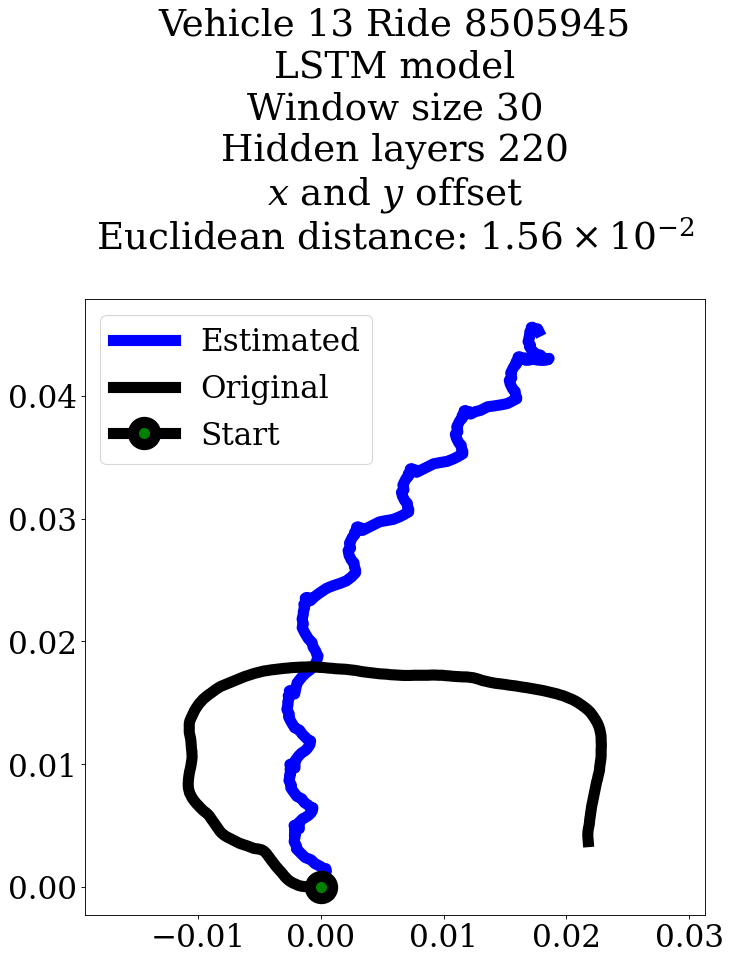 Vehicle 13 Ride 8505945
LSTM model
Window size 30
Hidden layers 220
x and y offset
Euclidean distance: 1.56 × 10⁻²
Estimated
Original
Start
0.04
0.03
0.02
0.01
0.00
−0.01 0.00 0.01 0.02 0.03